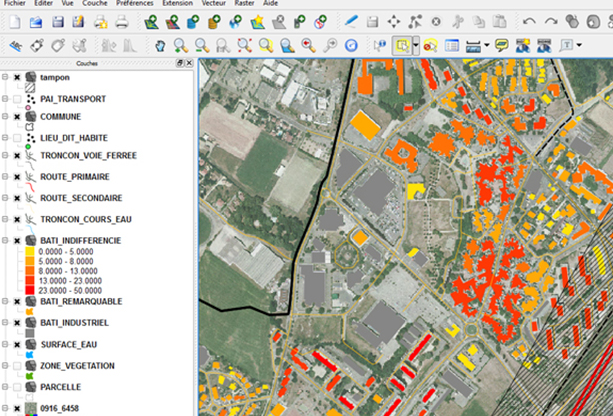 Fichier Editer Vue Couche Préférences Extension Vecteur Raster Aide
Couches
tampon
PAI_TRANSPORT
COMMUNE
LIEU_DIT_HABITE
TRONCON_VOIE_FERREE
ROUTE_PRIMAIRE
ROUTE_SECONDAIRE
TRONCON_COURS_EAU
BATI_INDIFFERENCIE
0.0000 - 5.0000
5.0000 - 8.0000
8.0000 - 13.0000
13.0000 - 23.0000
23.0000 - 50.0000
BATI_REMARQUABLE
BATI_INDUSTRIEL
SURFACE_EAU
ZONE_VEGETATION
PARCELLE
0916_6458